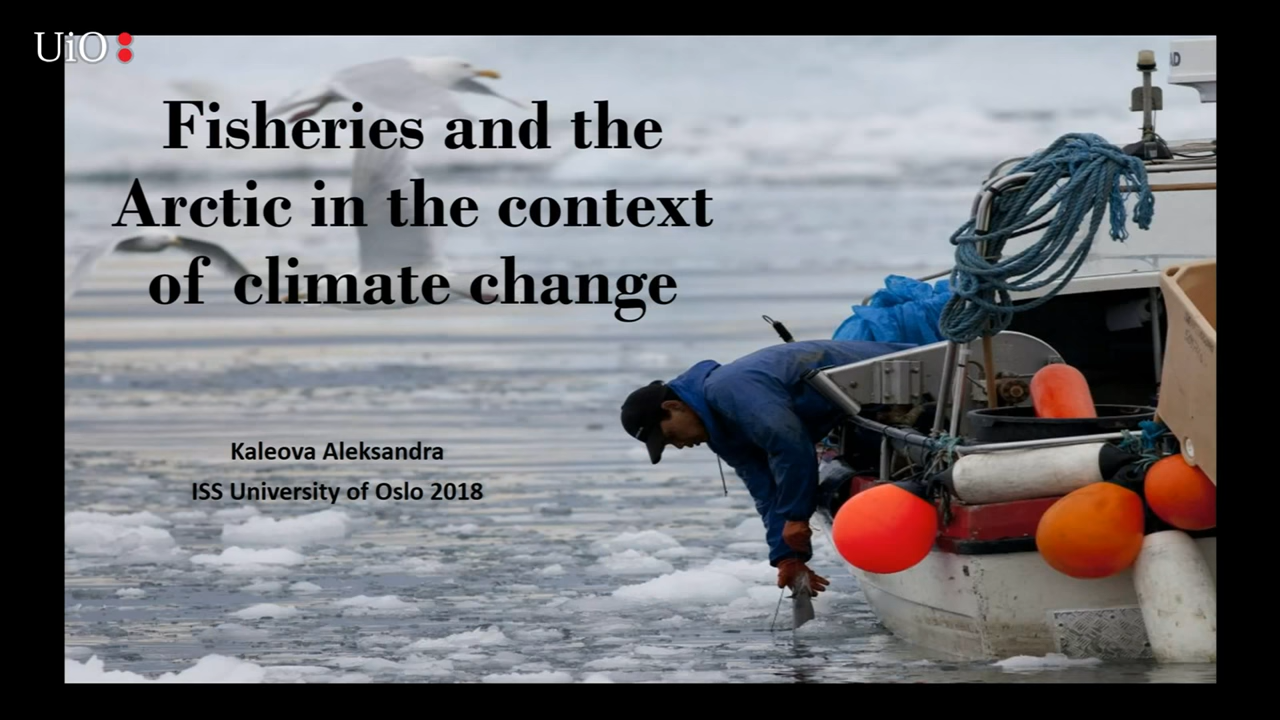 UiO
Fisheries and the
Arctic in the context
of climate change
Kaleova Aleksandra
ISS University of Oslo 2018